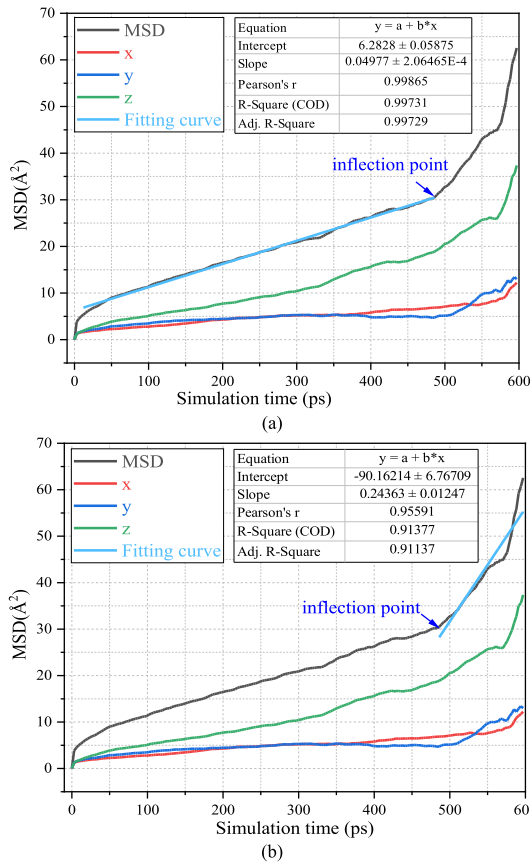 MSD
x
y
z
Fitting curve
Equation y = a + b*x
Intercept 6.2828 ± 0.05875
Slope 0.04977 ± 2.06465E-4
Pearson's r 0.99865
R-Square (COD) 0.99731
Adj. R-Square 0.99729
inflection point
MSD(Å²)
70
60
50
40
30
20
10
0
0 100 200 300 400 500 600
Simulation time (ps)
(a)
MSD
x
y
z
Fitting curve
Equation y = a + b*x
Intercept -90.16214 ± 6.76709
Slope 0.24363 ± 0.01247
Pearson's r 0.95591
R-Square (COD) 0.91377
Adj. R-Square 0.91137
inflection point
MSD(Å²)
70
60
50
40
30
20
10
0
0 100 200 300 400 500 60
Simulation time (ps)
(b)